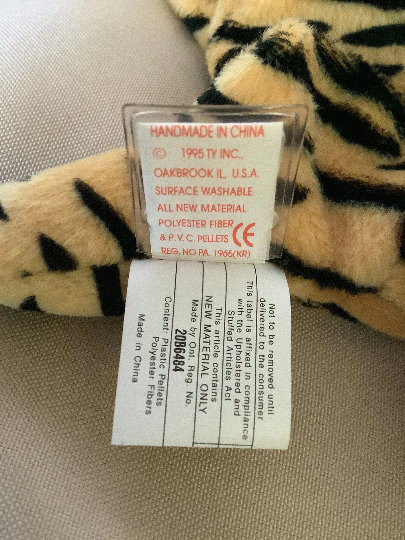 HANDMADE IN CHINA
© 1995 TY INC.,
OAKBROOK IL, U.S.A.
SURFACE WASHABLE
ALL NEW MATERIAL
POLYESTER FIBER
& P.V.C PELLETS CE
REG. NO PA. 1965(KR)
Not to be removed until
delivered to the consumer
This label is affixed in compliance
with the Upholstered and
Stuffed Articles Act
This article contains
NEW MATERIAL ONLY
Made by Ont. Reg. No.
20B6484
Content: Plastic Pellets
Polyester Fibers
Made in China